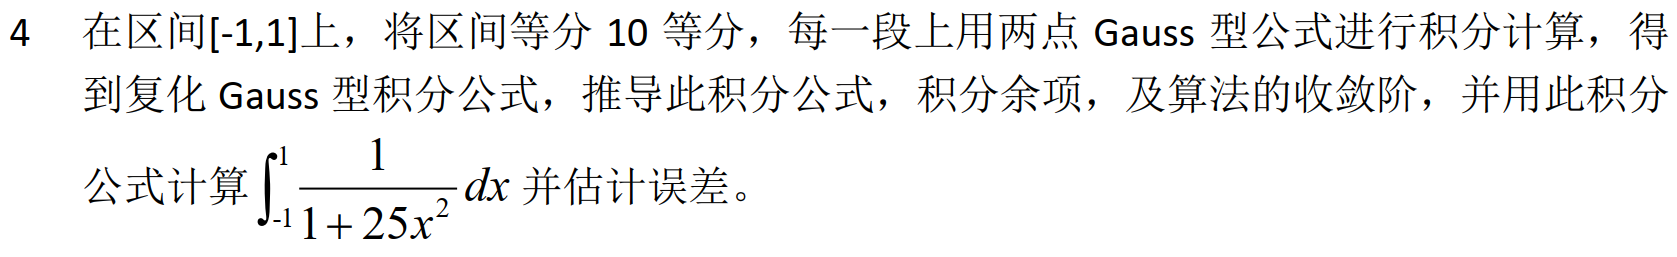 4 在区间[-1,1]上，将区间等分 10 等分，每一段上用两点 Gauss 型公式进行积分计算，得
到复化 Gauss 型积分公式，推导此积分公式，积分余项，及算法的收敛阶，并用此积分
公式计算 $\int_{-1}^{1} \frac{1}{1+25x^2} dx$ 并估计误差。